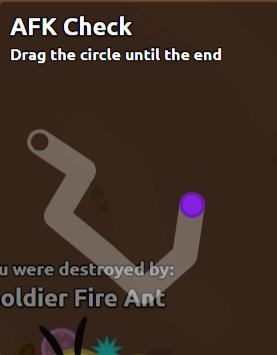 AFK Check
Drag the circle until the end
u were destroyed by:
oldier Fire Ant